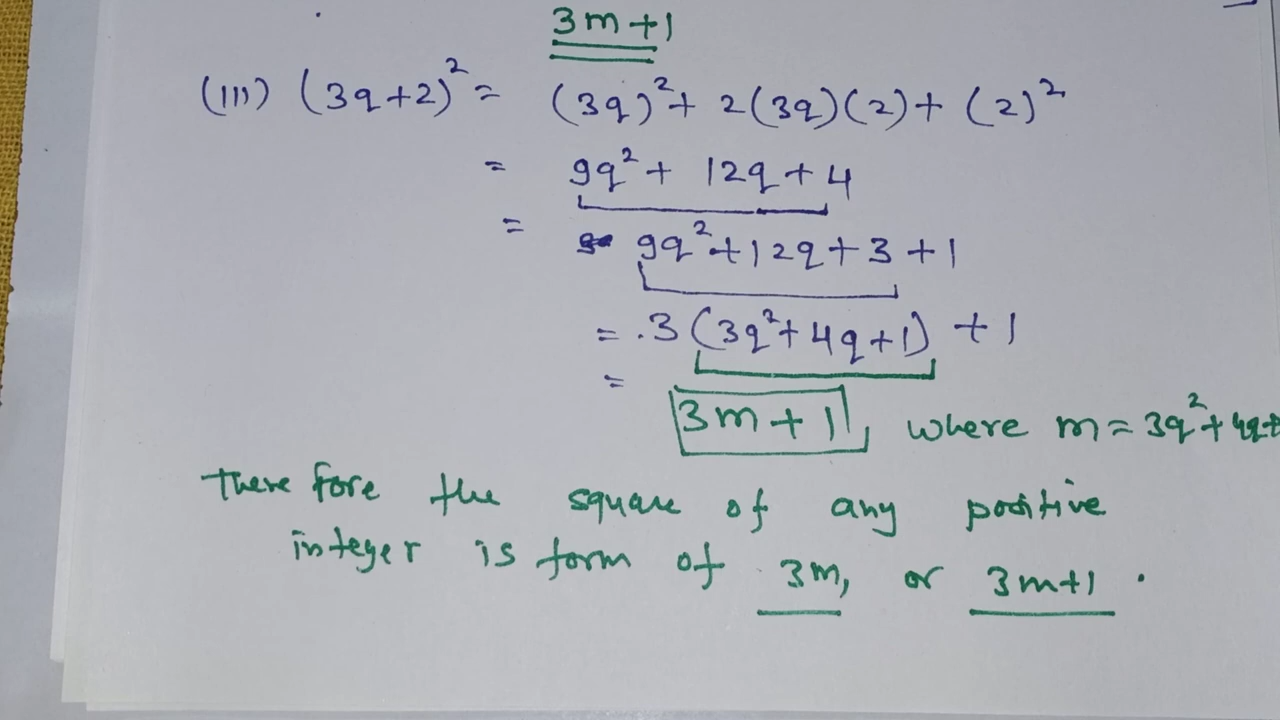 3m+1
(III) (3q+2)² = (3q)² + 2(3q)(2) + (2)²
= 9q² + 12q + 4
= 9q² + 12q + 3 + 1
= .3(3q² + 4q + 1) + 1
= 3m + 1, where m = 3q² + 4q+
There fore the square of any positive
integer is form of 3m, or 3m+1 .